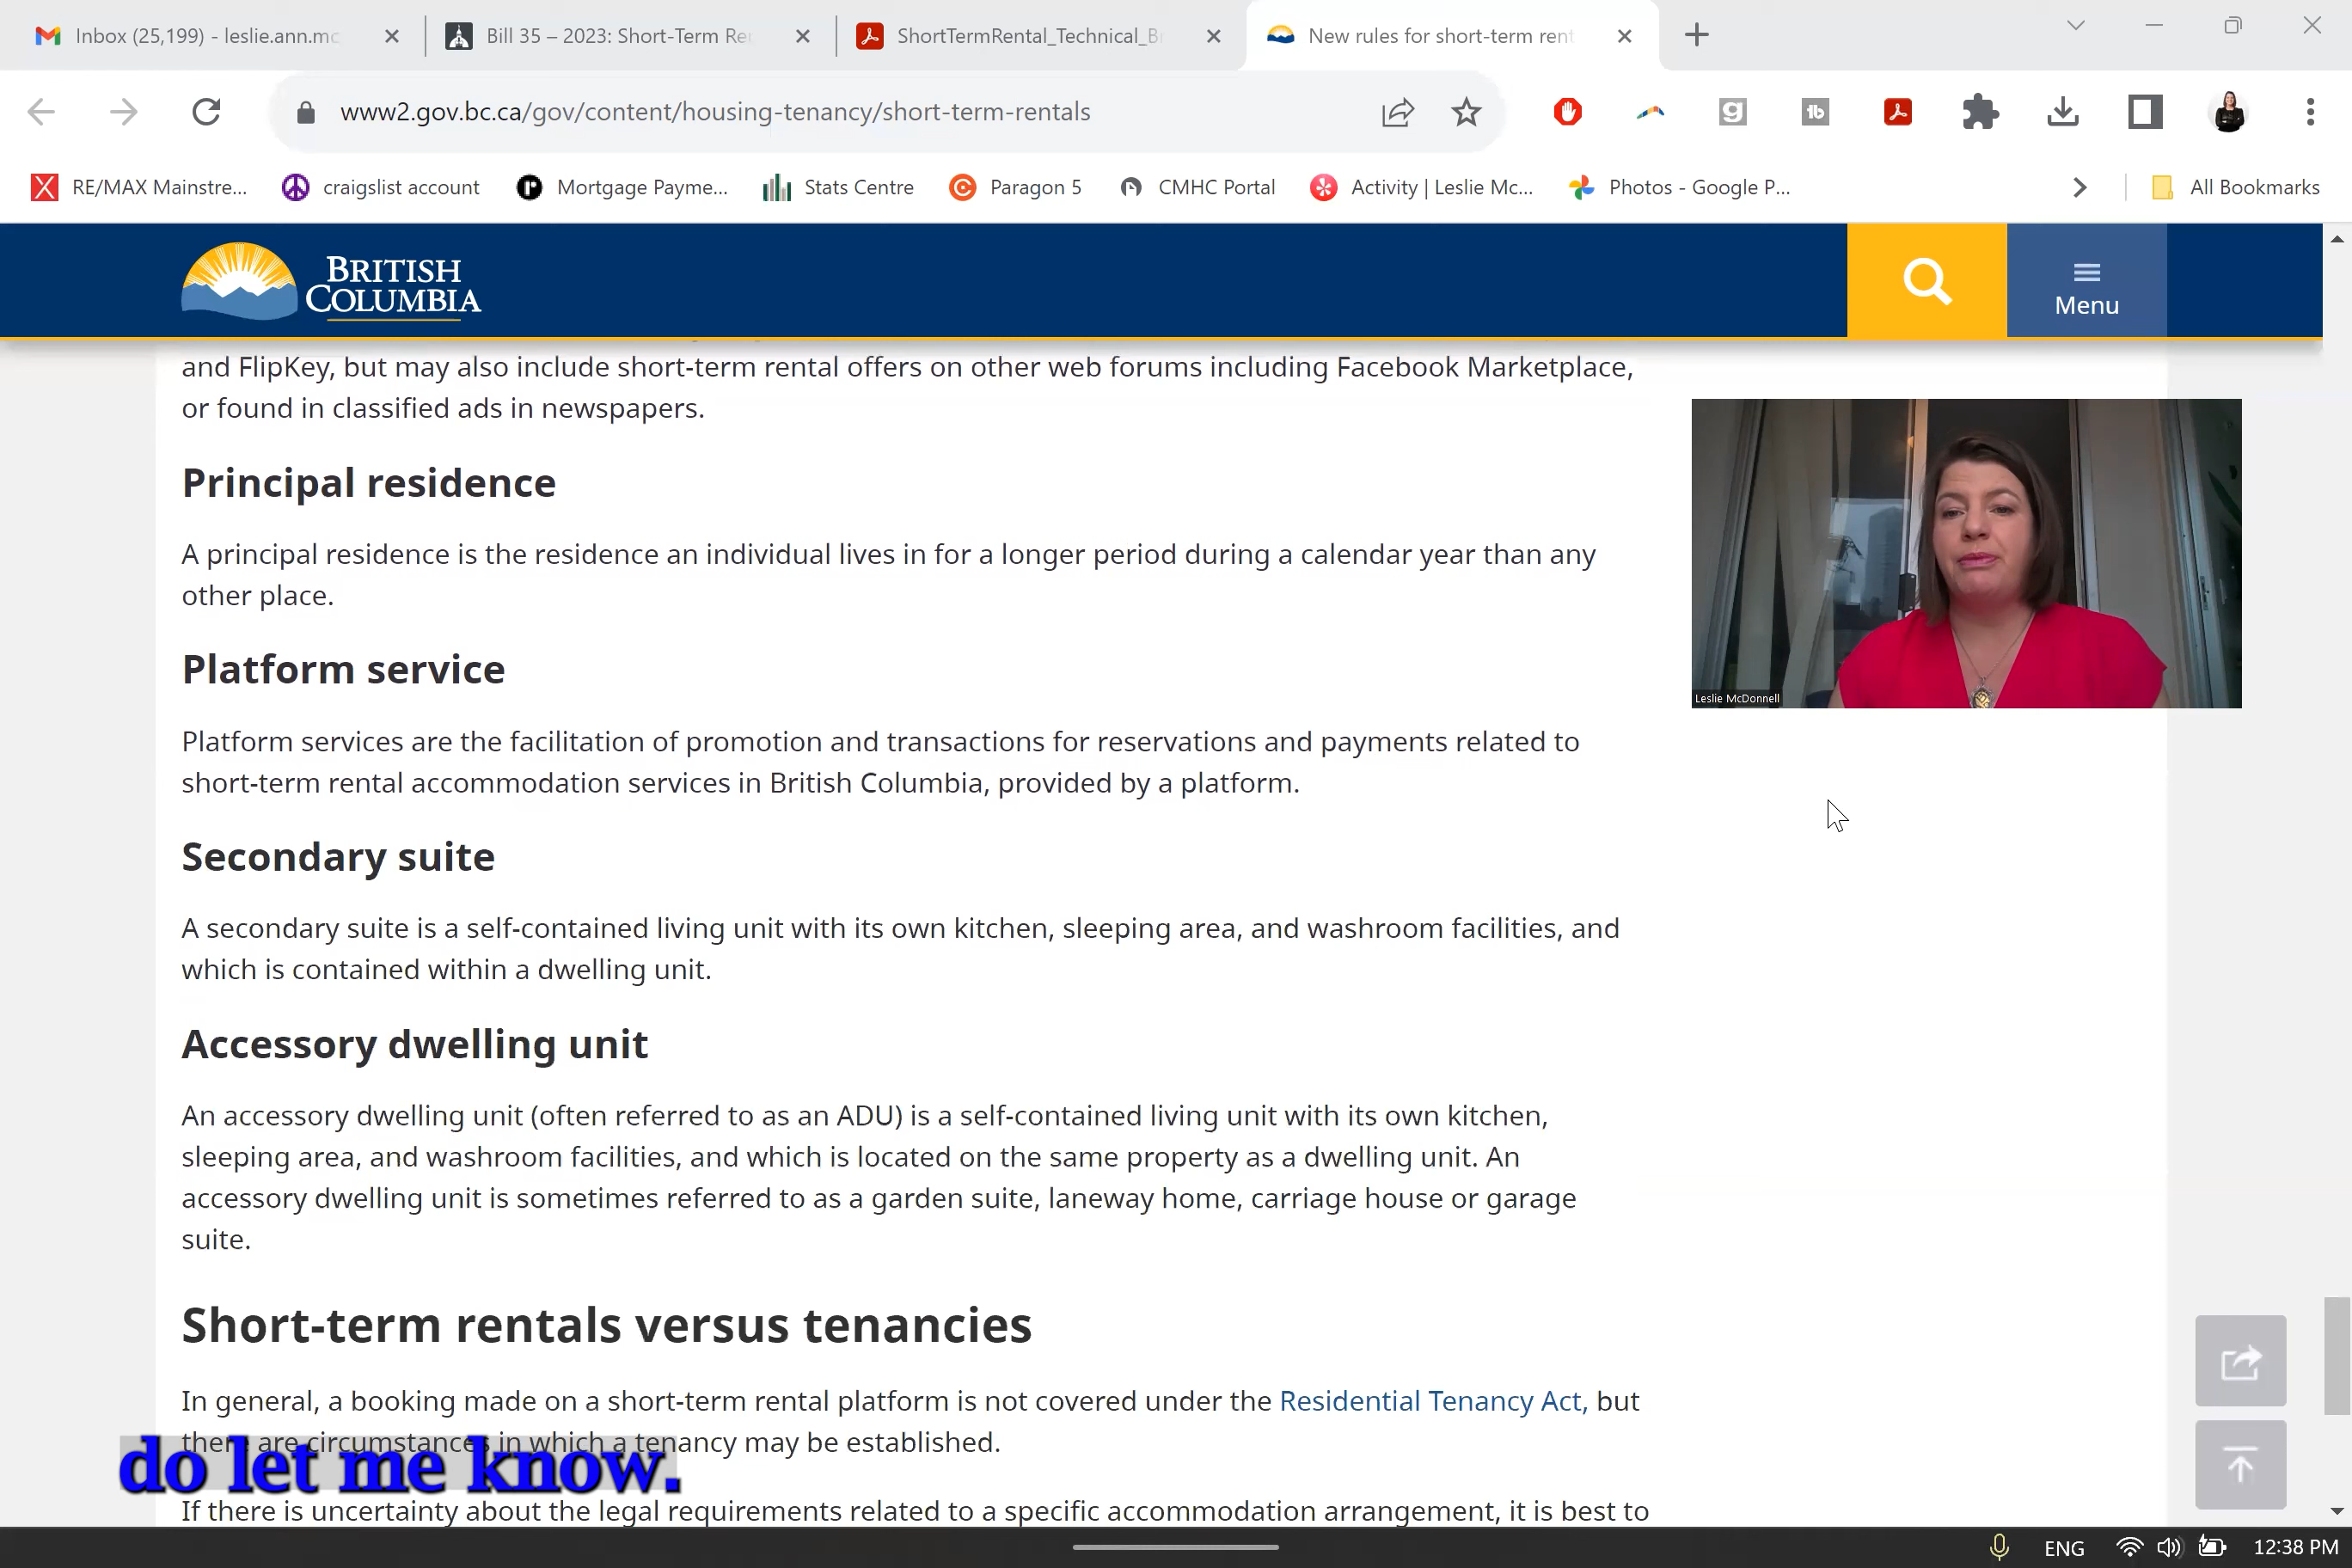 Inbox (25,199) - leslie.ann.mc
Bill 35 – 2023: Short-Term Re
ShortTermRental_Technical_B
New rules for short-term rent
www2.gov.bc.ca/gov/content/housing-tenancy/short-term-rentals
RE/MAX Mainstre...
craigslist account
Mortgage Payme...
Stats Centre
Paragon 5
CMHC Portal
Activity | Leslie Mc...
Photos - Google P...
All Bookmarks
BRITISH
COLUMBIA
Menu
and FlipKey, but may also include short-term rental offers on other web forums including Facebook Marketplace,
or found in classified ads in newspapers.
Principal residence
A principal residence is the residence an individual lives in for a longer period during a calendar year than any
other place.
Leslie McDonnell
Platform service
Platform services are the facilitation of promotion and transactions for reservations and payments related to
short-term rental accommodation services in British Columbia, provided by a platform.
Secondary suite
A secondary suite is a self-contained living unit with its own kitchen, sleeping area, and washroom facilities, and
which is contained within a dwelling unit.
Accessory dwelling unit
An accessory dwelling unit (often referred to as an ADU) is a self-contained living unit with its own kitchen,
sleeping area, and washroom facilities, and which is located on the same property as a dwelling unit. An
accessory dwelling unit is sometimes referred to as a garden suite, laneway home, carriage house or garage
suite.
Short-term rentals versus tenancies
In general, a booking made on a short-term rental platform is not covered under the Residential Tenancy Act, but
there are circumstances in which a tenancy may be established.
do let me know.
If there is uncertainty about the legal requirements related to a specific accommodation arrangement, it is best to
ENG
12:38 PM